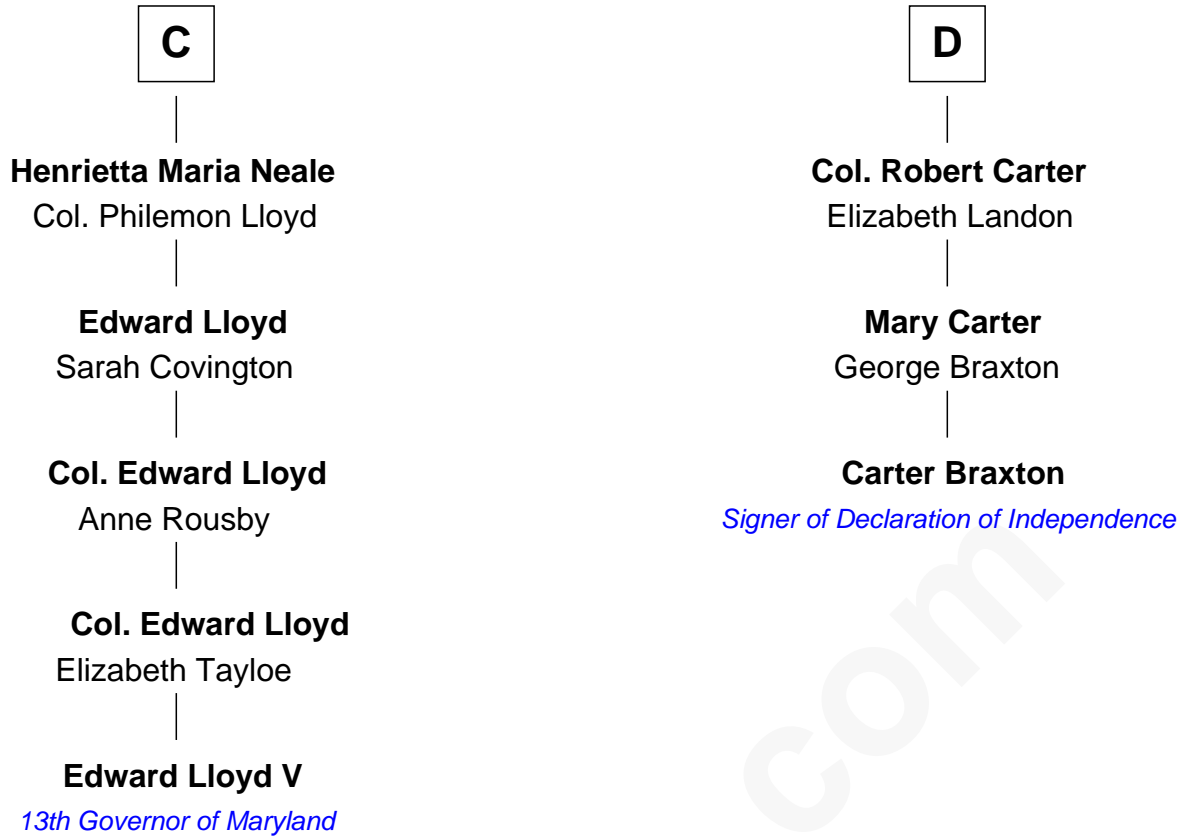 C
Henrietta Maria Neale
Col. Philemon Lloyd
Edward Lloyd
Sarah Covington
Col. Edward Lloyd
Anne Rousby
Col. Edward Lloyd
Elizabeth Tayloe
Edward Lloyd V
13th Governor of Maryland
D
Col. Robert Carter
Elizabeth Landon
Mary Carter
George Braxton
Carter Braxton
Signer of Declaration of Independence
com